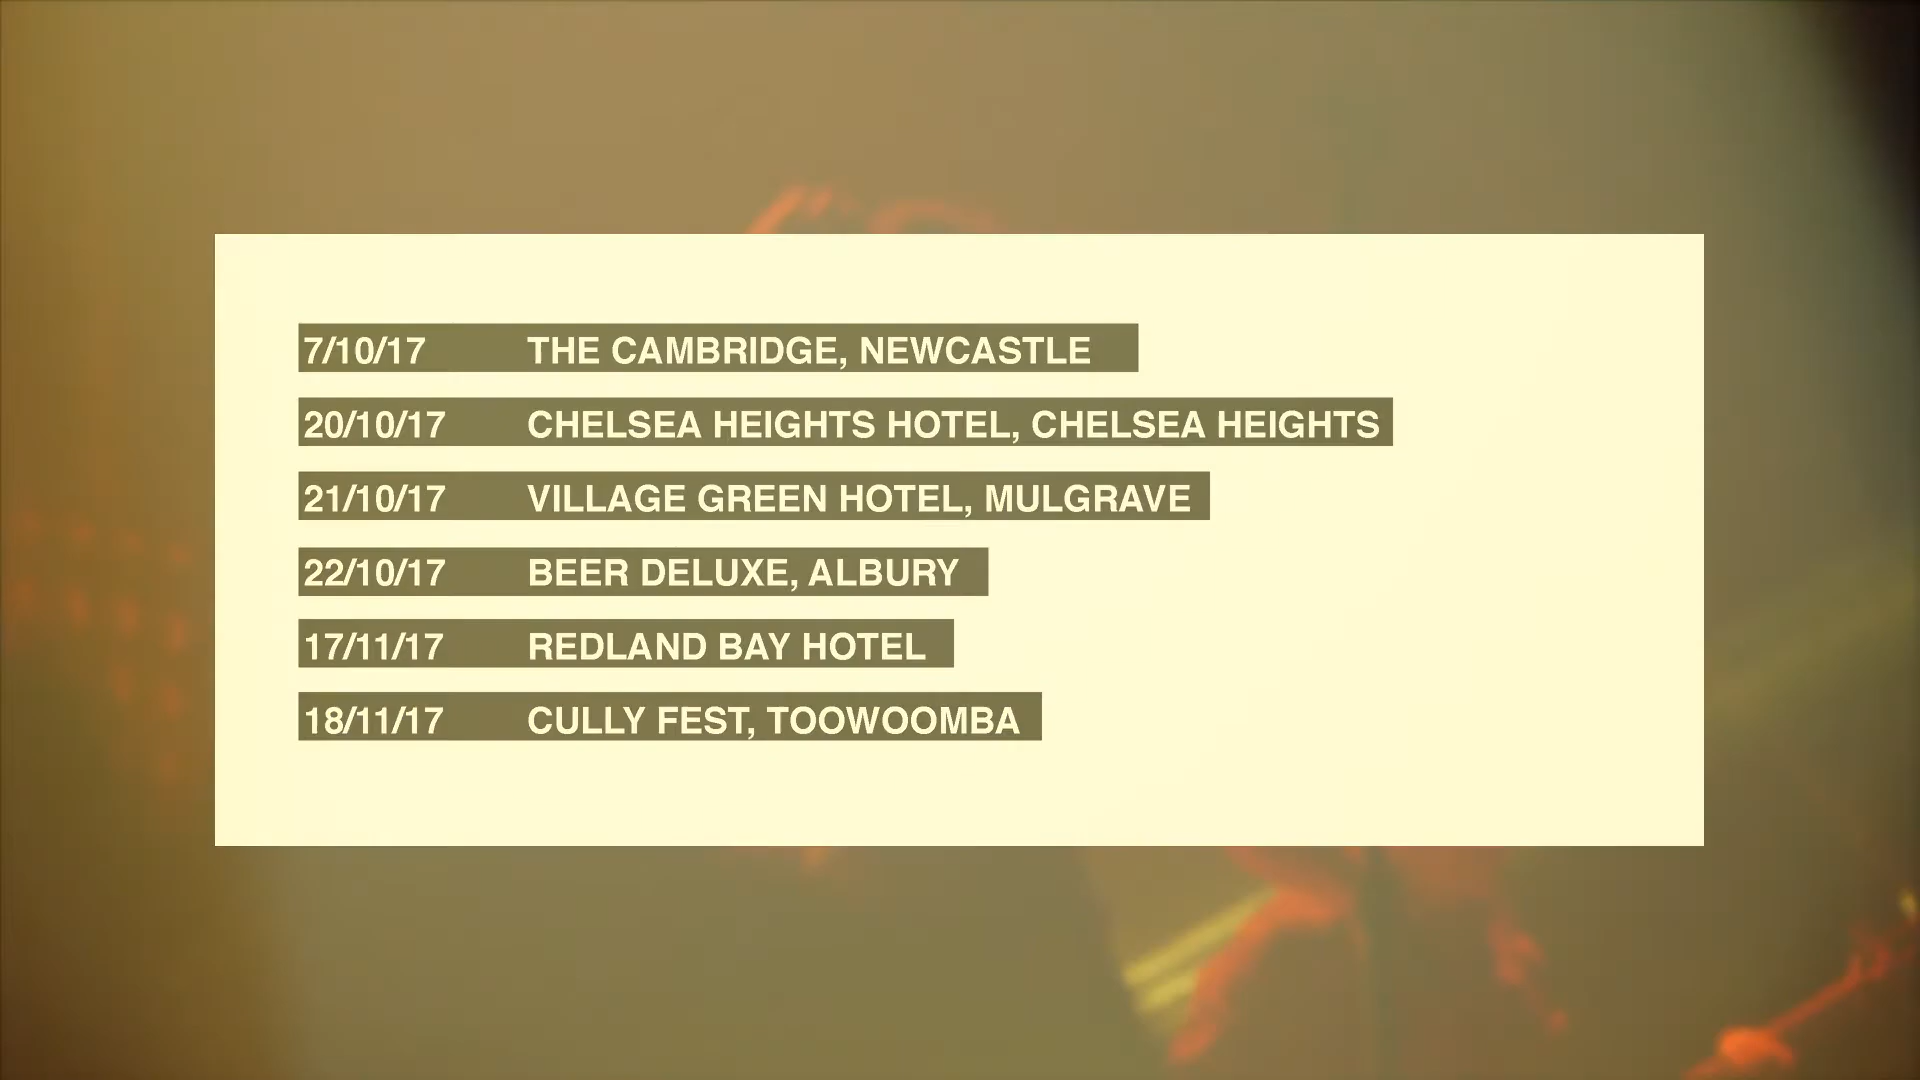 7/10/17 THE CAMBRIDGE, NEWCASTLE
20/10/17 CHELSEA HEIGHTS HOTEL, CHELSEA HEIGHTS
21/10/17 VILLAGE GREEN HOTEL, MULGRAVE
22/10/17 BEER DELUXE, ALBURY
17/11/17 REDLAND BAY HOTEL
18/11/17 CULLY FEST, TOOWOOMBA